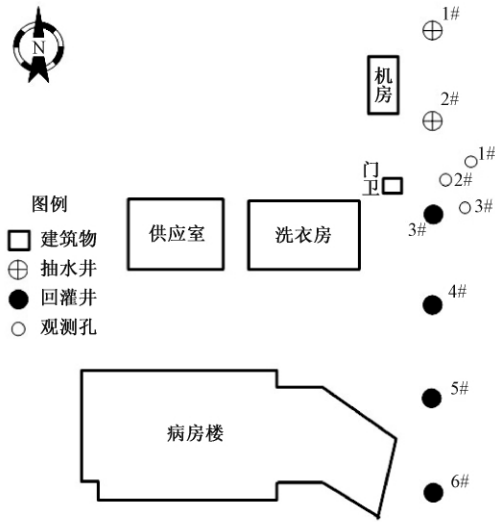 1#
N
机房
2#
1#
门卫
2#
3#
图例
3#
供应室
洗衣房
建筑物
抽水井
回灌井
4#
观测孔
5#
病房楼
6#